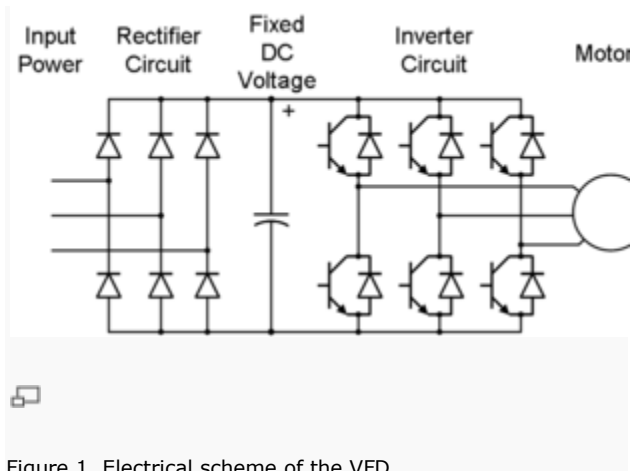 Input
Power
Rectifier
Circuit
Fixed
DC
Voltage
+
Inverter
Circuit
Motor
Figure 1. Electrical scheme of the VFD